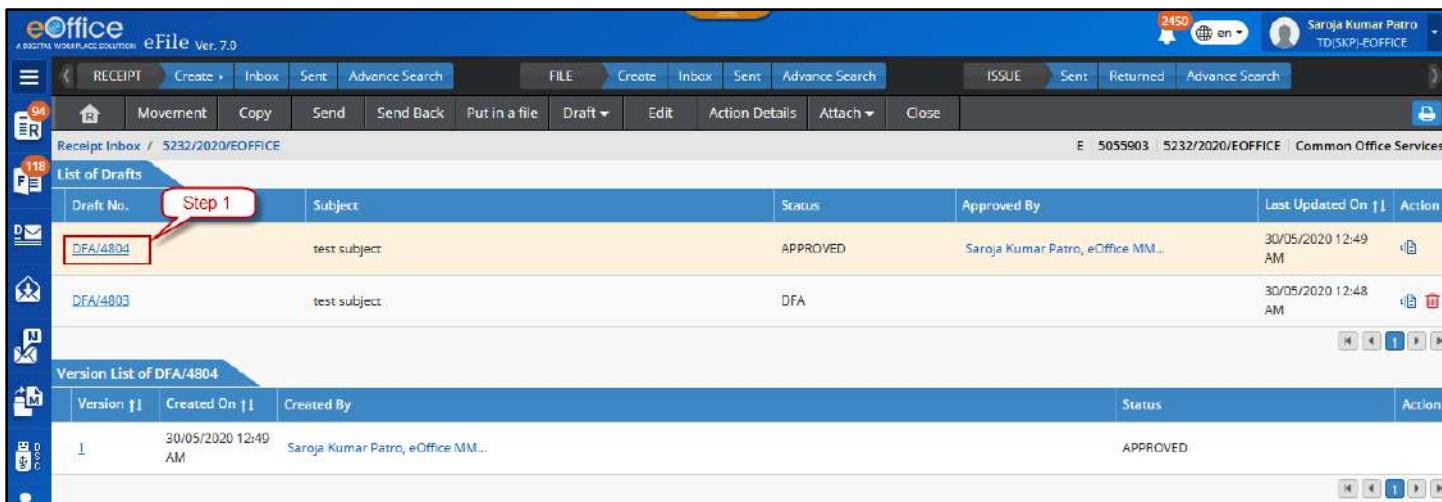 eOffice
A DIGITAL WORKPLACE SOLUTION
eFile Ver. 7.0
2450
en
Saroja Kumar Patro
TD(SKP)-EOFFICE
RECEIPT Create Inbox Sent Advance Search FILE Create Inbox Sent Advance Search ISSUE Sent Returned Advance Search
94
R
R Movement Copy Send Send Back Put in a file Draft Edit Action Details Attach Close
Receipt Inbox / 5232/2020/EOFFICE E 5055903 5232/2020/EOFFICE Common Office Services
118
F
List of Drafts
Draft No. Subject Status Approved By Last Updated On Action
Step 1
D
DFA/4804 test subject APPROVED Saroja Kumar Patro, eOffice MM... 30/05/2020 12:49 AM
DFA/4803 test subject DFA 30/05/2020 12:48 AM
1
N
Version List of DFA/4804
M
Version Created On Created By Status Action
1 30/05/2020 12:49 AM Saroja Kumar Patro, eOffice MM... APPROVED
DSC
1